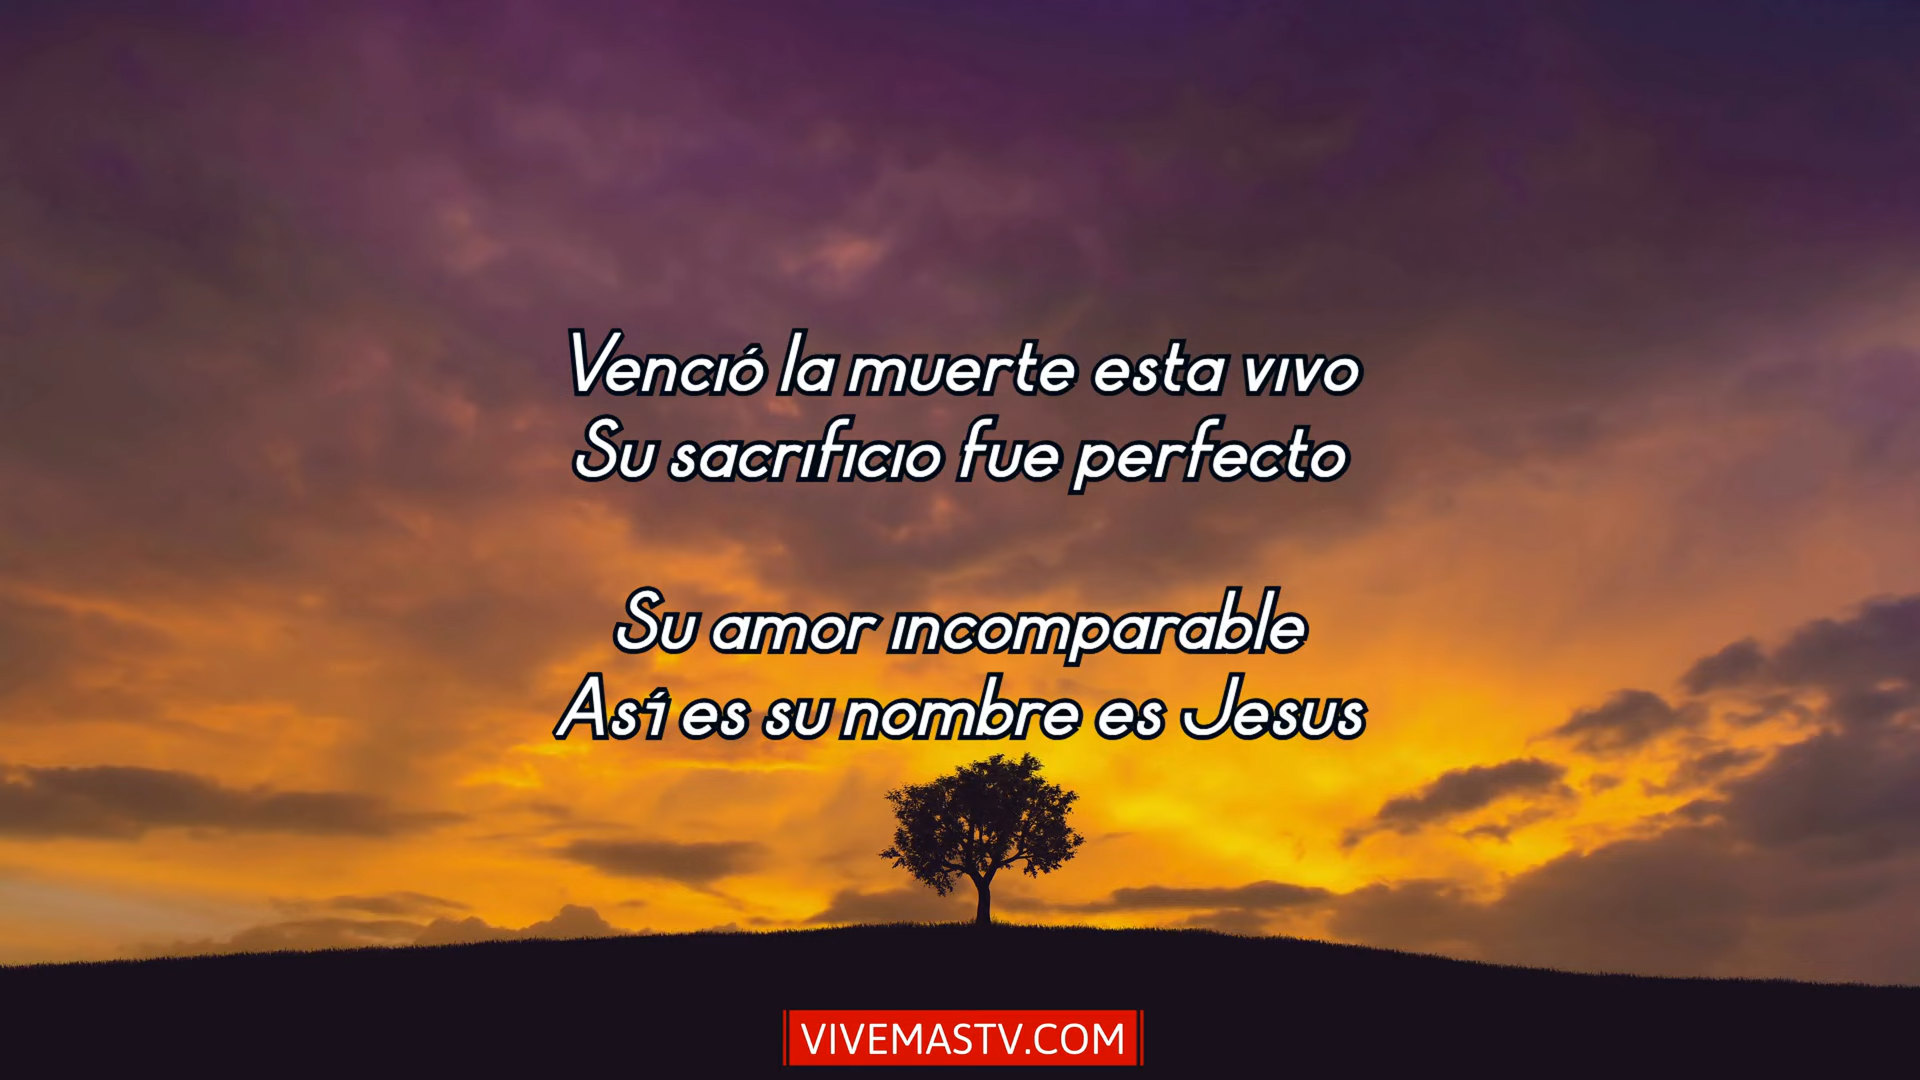 Venció la muerte esta vivo
Su sacrificio fue perfecto
Su amor incomparable
Así es su nombre es Jesus
VIVEMASTV.COM